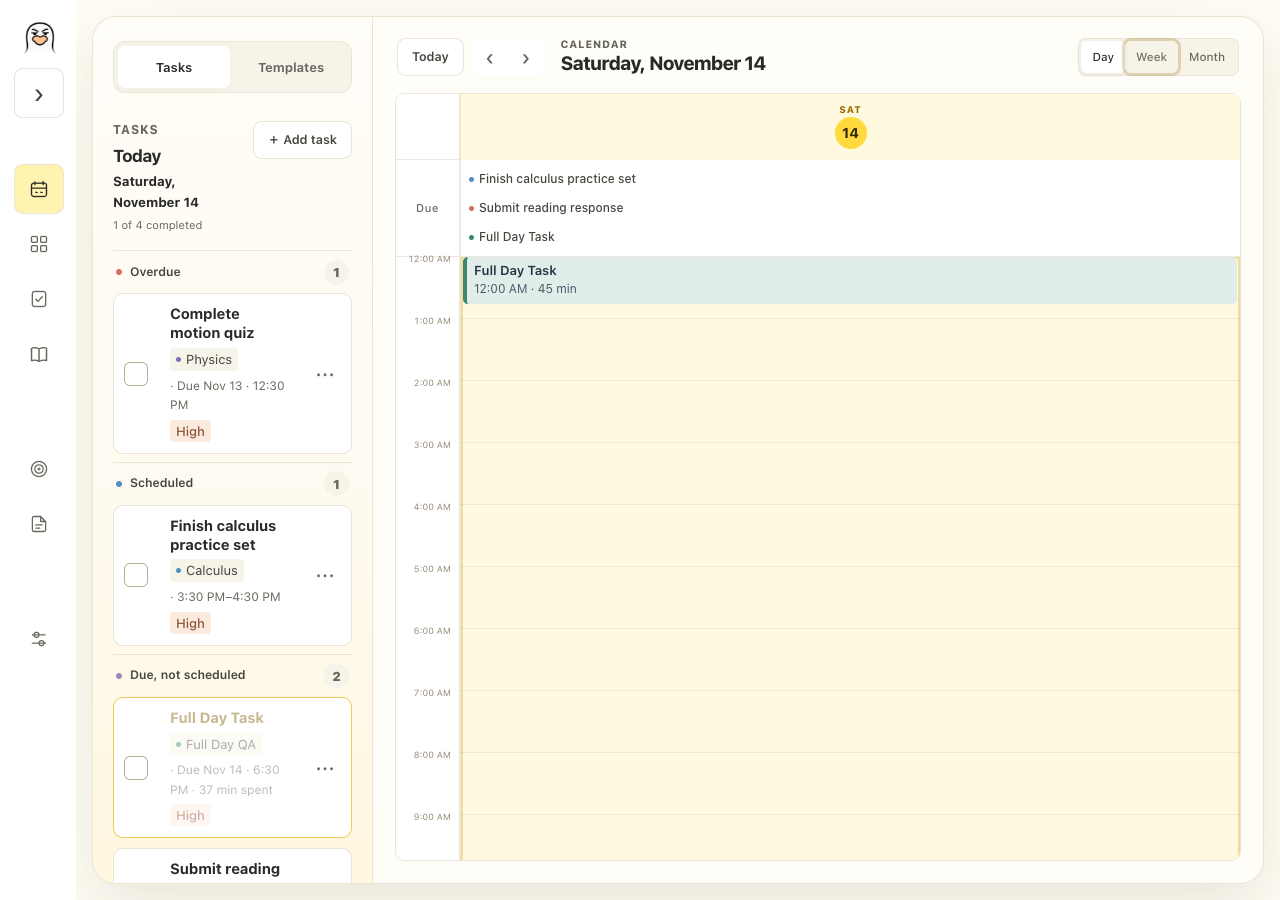 Tasks
Templates
TASKS
+ Add task
Today
Saturday,
November 14
1 of 4 completed
Overdue
1
Complete
motion quiz
Physics
· Due Nov 13 · 12:30
PM
High
Scheduled
1
Finish calculus
practice set
Calculus
· 3:30 PM–4:30 PM
High
Due, not scheduled
2
Full Day Task
Full Day QA
· Due Nov 14 · 6:30
PM · 37 min spent
High
Submit reading
Today
CALENDAR
Saturday, November 14
Day
Week
Month
SAT
14
Due
Finish calculus practice set
Submit reading response
Full Day Task
12:00 AM
Full Day Task
12:00 AM · 45 min
1:00 AM
2:00 AM
3:00 AM
4:00 AM
5:00 AM
6:00 AM
7:00 AM
8:00 AM
9:00 AM